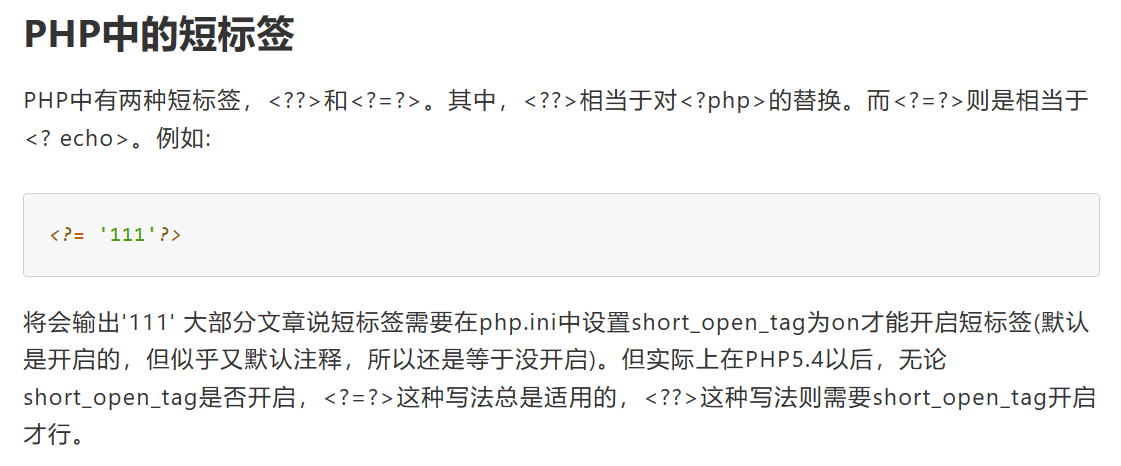 PHP中的短标签
PHP中有两种短标签，<??>和<?=?>。其中，<??>相当于对<?php>的替换。而<?=?>则是相当于
<? echo>。例如:
<?= '111'?>
将会输出'111' 大部分文章说短标签需要在php.ini中设置short_open_tag为on才能开启短标签(默认
是开启的，但似乎又默认注释，所以还是等于没开启)。但实际上在PHP5.4以后，无论
short_open_tag是否开启，<?=?>这种写法总是适用的，<??>这种写法则需要short_open_tag开启
才行。